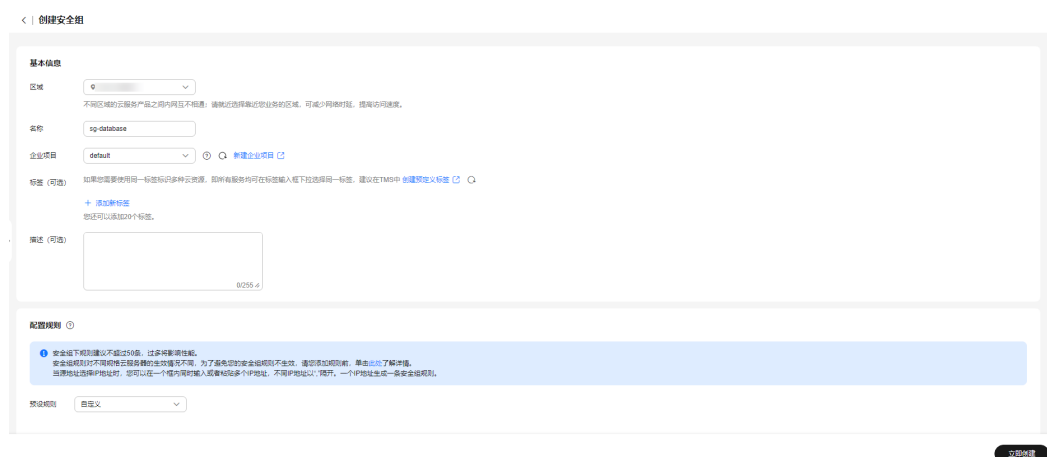 < | 创建安全组
基本信息
区域
不同区域的云服务产品之间内网互不相通；请就近选择靠近您业务的区域，可减少网络时延，提高访问速度。
名称 sg-database
企业项目 default 新建企业项目
标签（可选） 如果您需要使用同一标签标识多种云资源，即所有服务均可在标签输入框下拉选择同一标签，建议在TMS中 创建预定义标签
+ 添加新标签
您还可以添加20个标签。
描述（可选）
0/255
配置规则
安全组下规则建议不超过50条，过多将影响性能。
安全组规则对不同规格云服务器的生效情况不同，为了避免您的安全组规则不生效，请您添加规则前，单击此处了解详情。
当源地址选择IP地址时，您可以在一个框内同时输入或者粘贴多个IP地址，不同IP地址以","隔开。一个IP地址生成一条安全组规则。
预设规则 自定义
立即创建